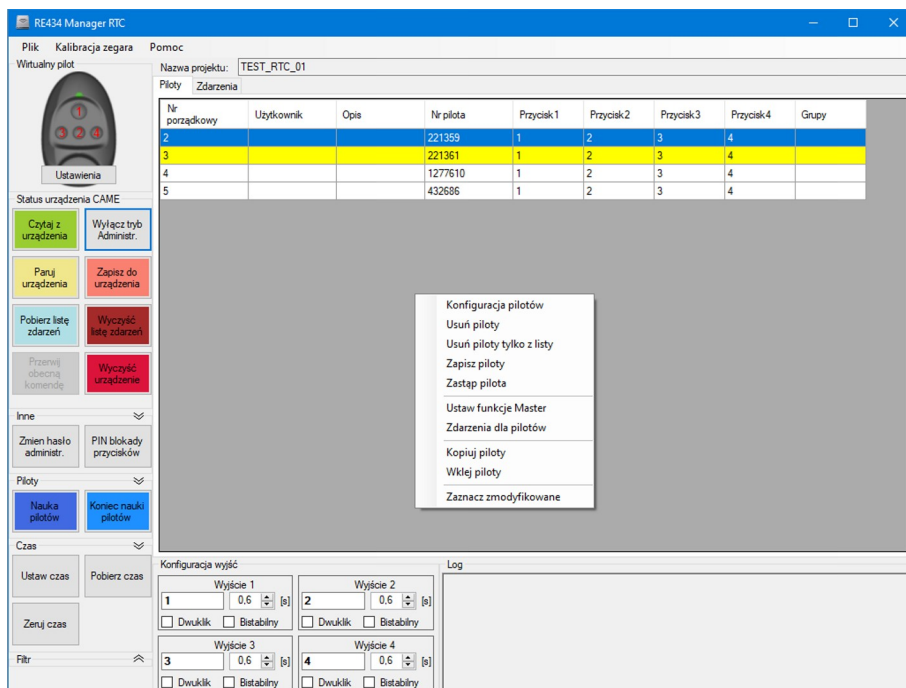 RE434 Manager RTC
Plik Kalibracja zegara Pomoc
Wirtualny pilot
1
3 2 4
Ustawienia
Status urządzenia CAME
Czytaj z
urządzenia
Wyłącz tryb
Administr.
Paruj
urządzenia
Zapisz do
urządzenia
Pobierz listę
zdarzeń
Wyczyść
listę zdarzeń
Przerwij
obecną
komendę
Wyczyść
urządzenie
Inne
Zmien hasło
administr.
PIN blokady
przycisków
Piloty
Nauka
pilotów
Koniec nauki
pilotów
Czas
Ustaw czas
Pobierz czas
Zeruj czas
Filtr
Nazwa projektu: TEST_RTC_01
Piloty Zdarzenia
Nr
porządkowy Użytkownik Opis Nr pilota Przycisk1 Przycisk2 Przycisk3 Przycisk4 Grupy
2 221359 1 2 3 4
3 221361 1 2 3 4
4 1277610 1 2 3 4
5 432686 1 2 3 4
Konfiguracja pilotów
Usuń piloty
Usuń piloty tylko z listy
Zapisz piloty
Zastąp pilota
Ustaw funkcje Master
Zdarzenia dla pilotów
Kopiuj piloty
Wklej piloty
Zaznacz zmodyfikowane
Konfiguracja wyjść
Wyjście 1
1 0,6 [s]
Dwuklik Bistabilny
Wyjście 2
2 0,6 [s]
Dwuklik Bistabilny
Wyjście 3
3 0,6 [s]
Dwuklik Bistabilny
Wyjście 4
4 0,6 [s]
Dwuklik Bistabilny
Log